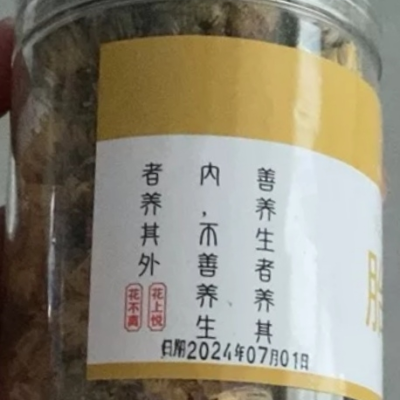 善养生者养其
内，不善养生
者养其外
花上悦
花不离
日期2024年07月01日